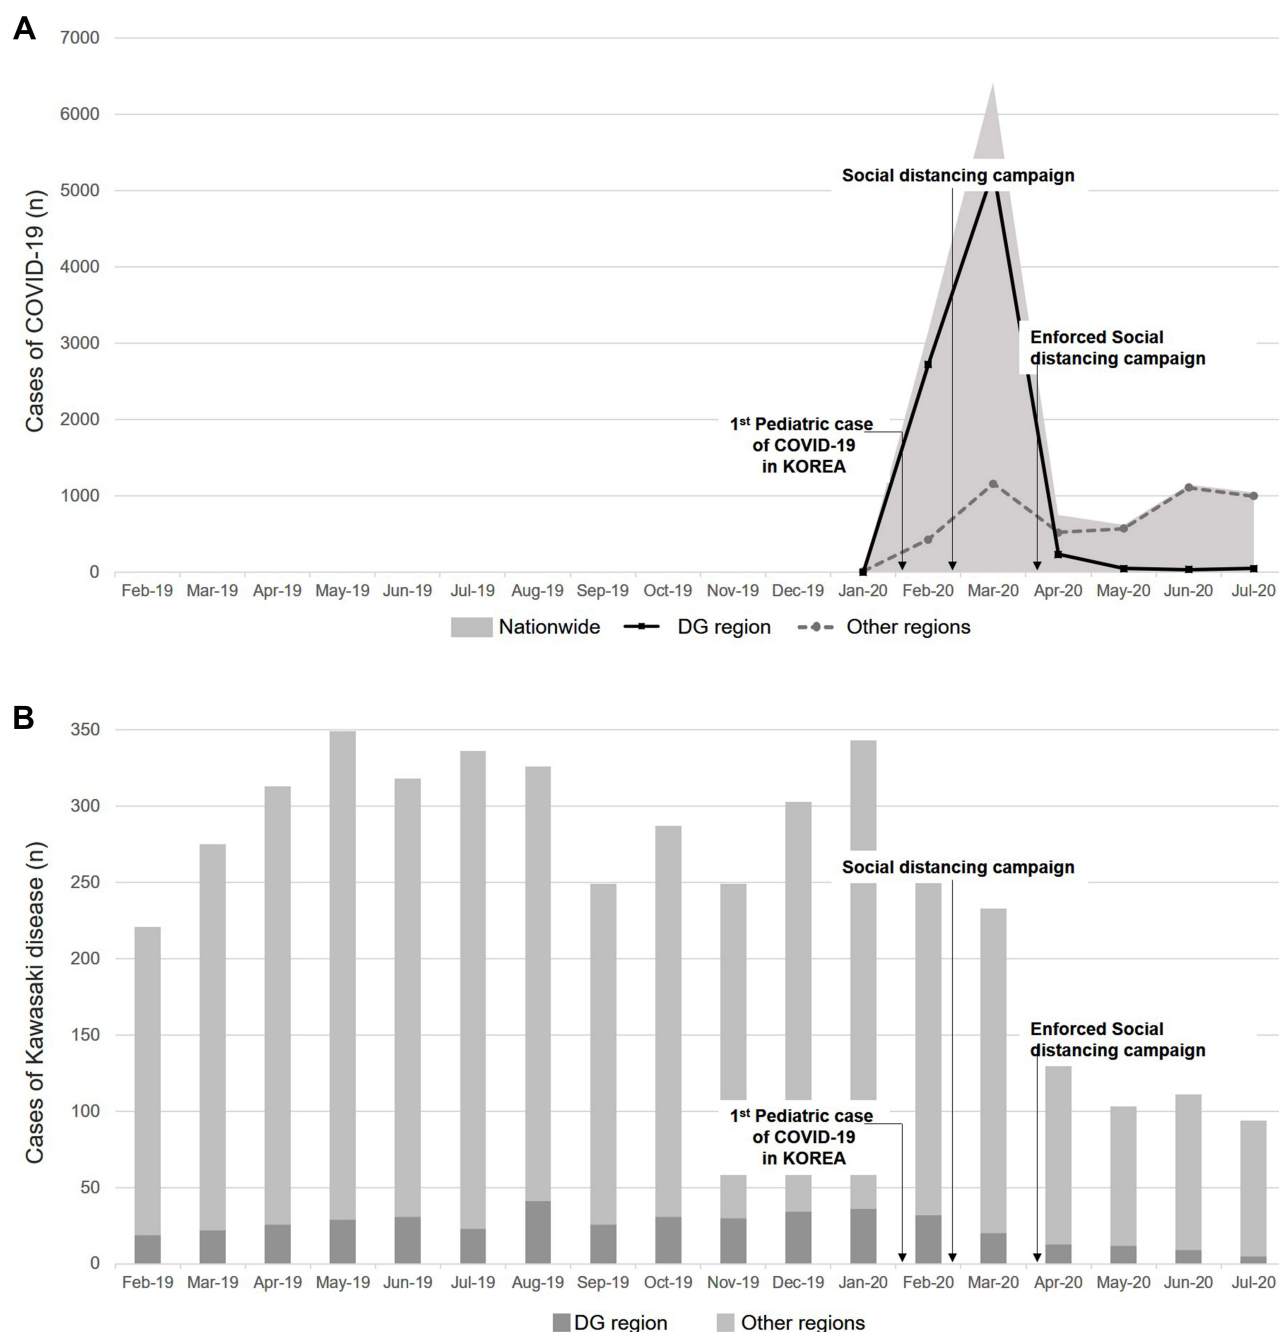 A
7000
6000
5000
4000
3000
2000
1000
0
Cases of COVID-19 (n)
Social distancing campaign
Enforced Social
distancing campaign
1st Pediatric case
of COVID-19
in KOREA
Feb-19 Mar-19 Apr-19 May-19 Jun-19 Jul-19 Aug-19 Sep-19 Oct-19 Nov-19 Dec-19 Jan-20 Feb-20 Mar-20 Apr-20 May-20 Jun-20 Jul-20
Nationwide DG region Other regions
B
350
300
250
200
150
100
50
0
Cases of Kawasaki disease (n)
Social distancing campaign
Enforced Social
distancing campaign
1st Pediatric case
of COVID-19
in KOREA
Feb-19 Mar-19 Apr-19 May-19 Jun-19 Jul-19 Aug-19 Sep-19 Oct-19 Nov-19 Dec-19 Jan-20 Feb-20 Mar-20 Apr-20 May-20 Jun-20 Jul-20
DG region Other regions